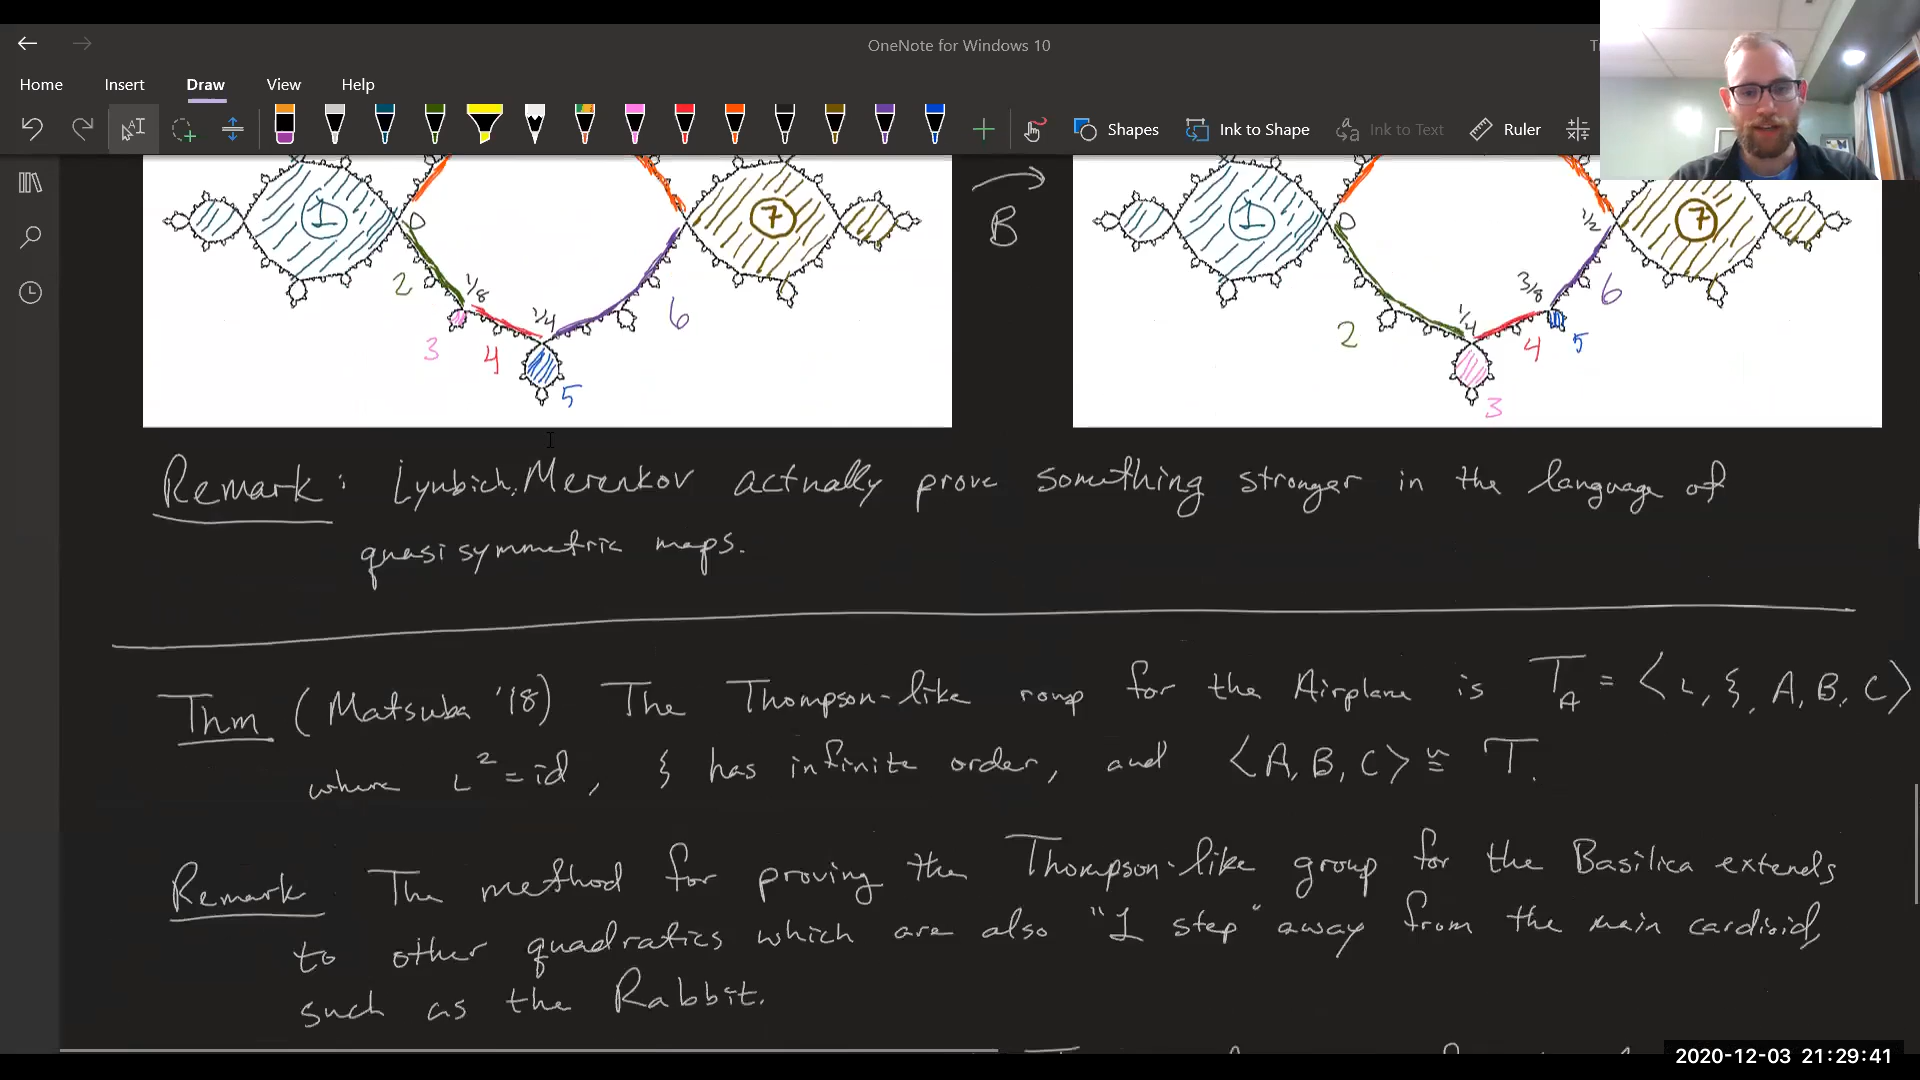 OneNote for Windows 10
Home Insert Draw View Help
Shapes Ink to Shape Ink to Text Ruler
1 0 7 B 1 0 1/2 7
2 1/8 1/4 6 2 1/4 3/8 6
3 4 5 4 5
3
Remark: Lyubich, Merenkov actually prove something stronger in the language of
quasisymmetric maps.
Thm (Matsuba '18) The Thompson-like romp for the Airplane is T_A = < ι, ξ, A, B, C >
where ι² = id, ξ has infinite order, and <A, B, C> ≅ T.
Remark The method for proving the Thompson-like group for the Basilica extends
to other quadratics which are also "1 step" away from the main cardioid,
such as the Rabbit.
2020-12-03 21:29:41